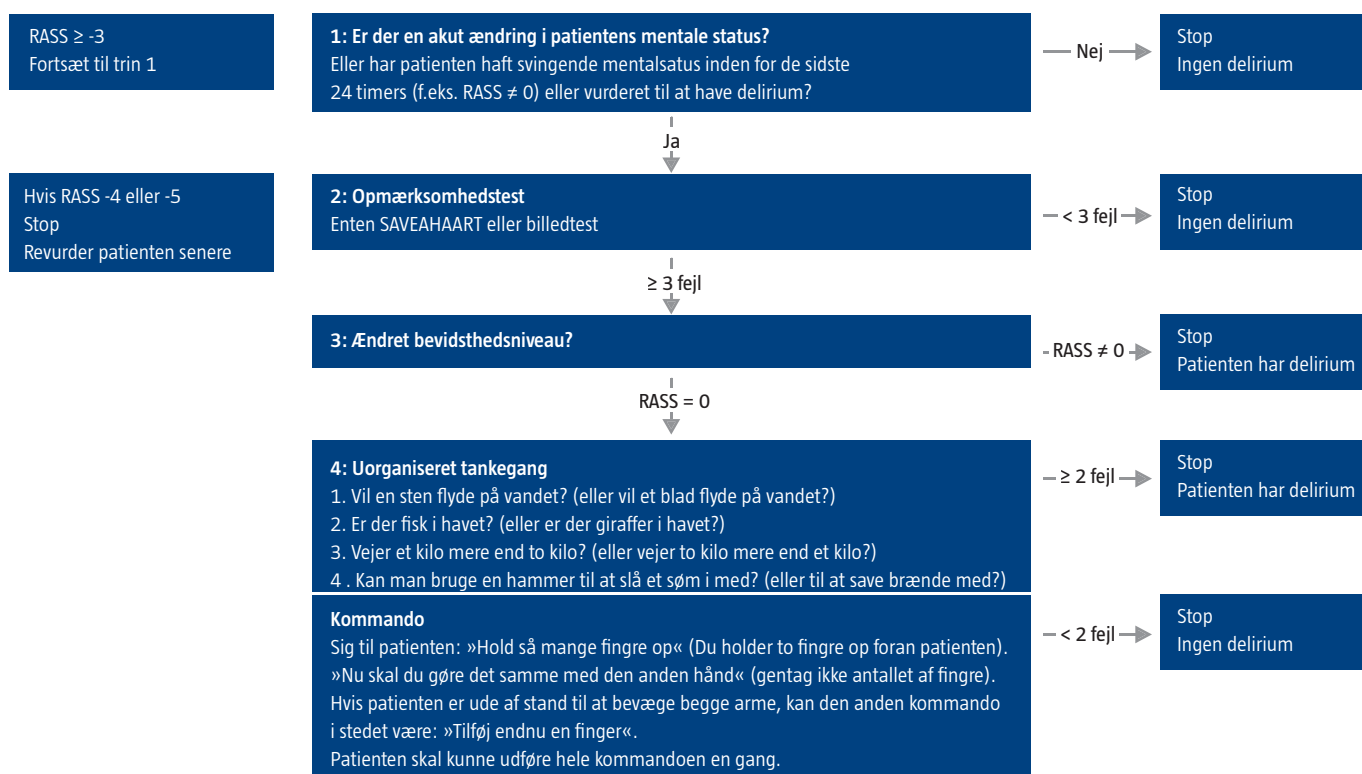 RASS ≥ -3
Fortsæt til trin 1
1: Er der en akut ændring i patientens mentale status?
Eller har patienten haft svingende mentalsatus inden for de sidste
24 timers (f.eks. RASS ≠ 0) eller vurderet til at have delirium?
Nej
Stop
Ingen delirium
Ja
Hvis RASS -4 eller -5
Stop
Revurder patienten senere
2: Opmærksomhedstest
Enten SAVEAHAART eller billedtest
< 3 fejl
Stop
Ingen delirium
≥ 3 fejl
3: Ændret bevidsthedsniveau?
RASS ≠ 0
Stop
Patienten har delirium
RASS = 0
4: Uorganiseret tankegang
1. Vil en sten flyde på vandet? (eller vil et blad flyde på vandet?)
2. Er der fisk i havet? (eller er der giraffer i havet?)
3. Vejer et kilo mere end to kilo? (eller vejer to kilo mere end et kilo?)
4 . Kan man bruge en hammer til at slå et søm i med? (eller til at save brænde med?)
≥ 2 fejl
Stop
Patienten har delirium
Kommando
Sig til patienten: »Hold så mange fingre op« (Du holder to fingre op foran patienten).
»Nu skal du gøre det samme med den anden hånd« (gentag ikke antallet af fingre).
Hvis patienten er ude af stand til at bevæge begge arme, kan den anden kommando
i stedet være: »Tilføj endnu en finger«.
Patienten skal kunne udføre hele kommandoen en gang.
< 2 fejl
Stop
Ingen delirium